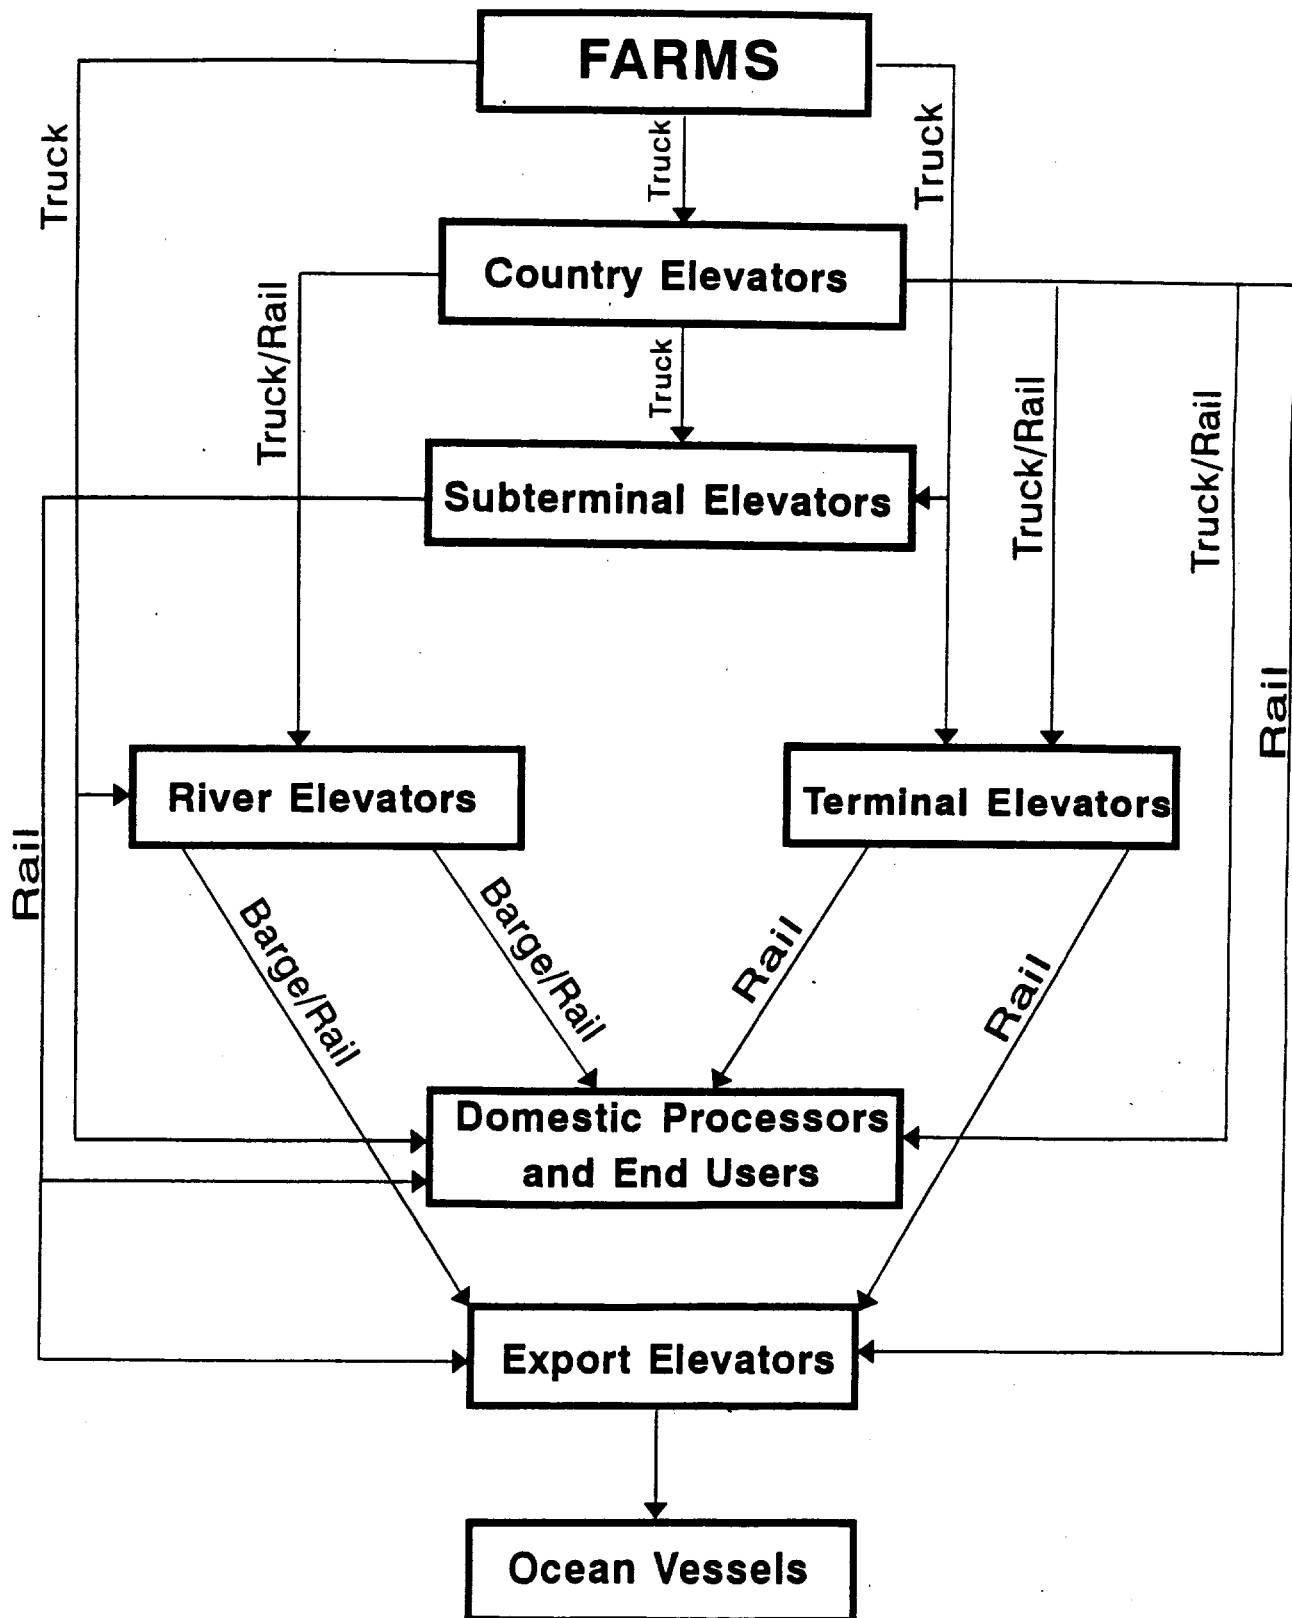 FARMS
Truck
Truck
Truck
Country Elevators
Truck/Rail
Truck
Truck/Rail
Truck/Rail
Subterminal Elevators
Rail
River Elevators
Terminal Elevators
Rail
Barge/Rail
Barge/Rail
Rail
Rail
Domestic Processors
and End Users
Export Elevators
Ocean Vessels